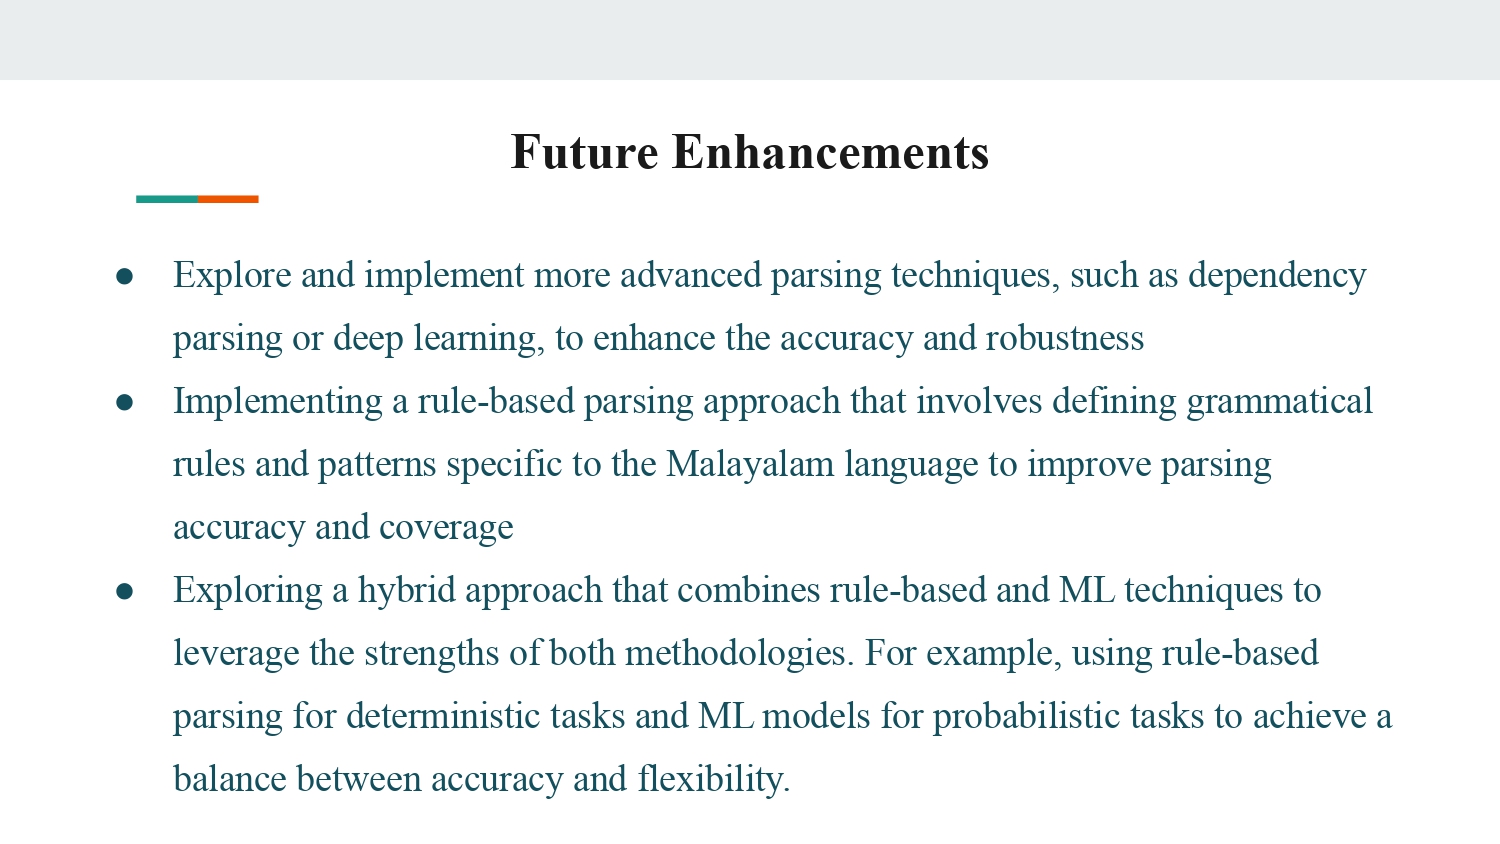 Future Enhancements
● Explore and implement more advanced parsing techniques, such as dependency
parsing or deep learning, to enhance the accuracy and robustness
● Implementing a rule-based parsing approach that involves defining grammatical
rules and patterns specific to the Malayalam language to improve parsing
accuracy and coverage
● Exploring a hybrid approach that combines rule-based and ML techniques to
leverage the strengths of both methodologies. For example, using rule-based
parsing for deterministic tasks and ML models for probabilistic tasks to achieve a
balance between accuracy and flexibility.